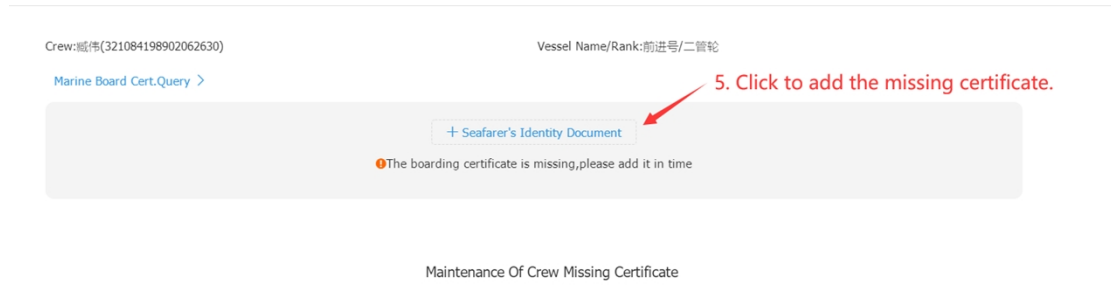 Crew:臧伟(321084198902062630)
Vessel Name/Rank:前进号/二管轮
Marine Board Cert.Query >
5. Click to add the missing certificate.
+ Seafarer's Identity Document
The boarding certificate is missing,please add it in time
Maintenance Of Crew Missing Certificate